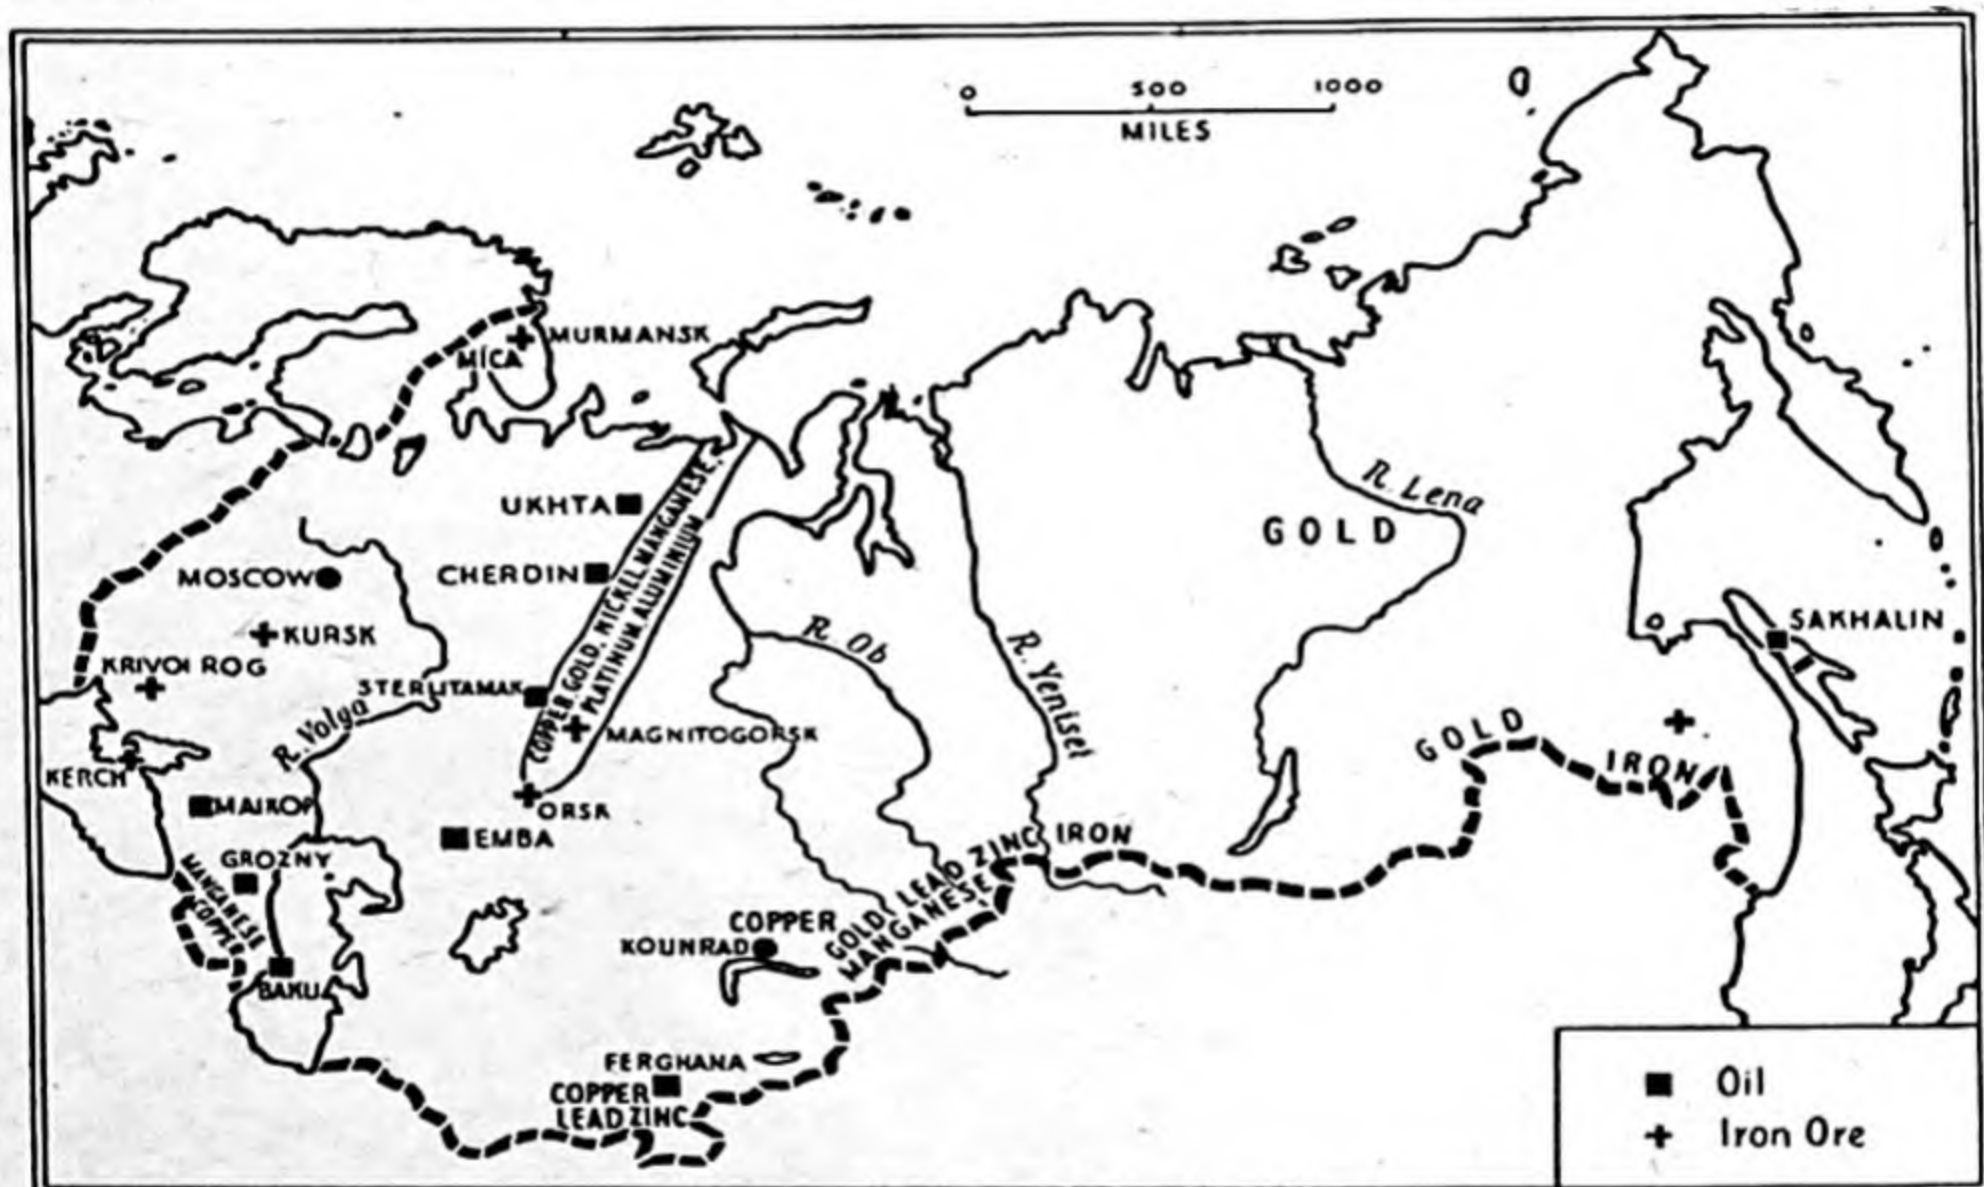 0 500 1000
MILES
MURMANSK
MICA
UKHTA
R. Lena
GOLD
MOSCOW
CHERDIN
COPPER, GOLD, NICKEL, MANGANESE,
PLATINUM, ALUMINIUM
KURSK
R. Ob
R. Yenisei
SAKHALIN
KRIVOI ROG
STERLITAMAK
R. Volga
MAGNITOGORSK
GOLD
IRON
KERCH
MAIKOP
ORSK
EMBA
GROZNY
MANGANESE
COPPER
BAKU
COPPER
KOUNRAD
GOLD, LEAD ZINC IRON
MANGANESE
FERGHANA
COPPER
LEAD ZINC
Oil
Iron Ore